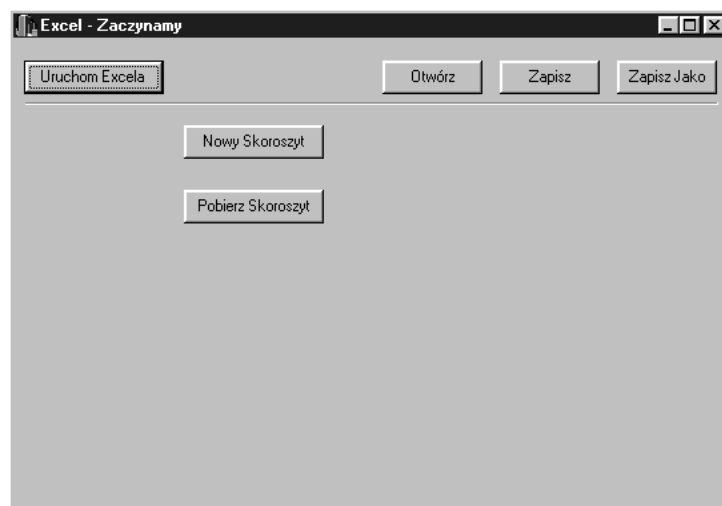 Excel - Zaczynamy
Uruchom Excela Otwórz Zapisz Zapisz Jako
Nowy Skoroszyt
Pobierz Skoroszyt